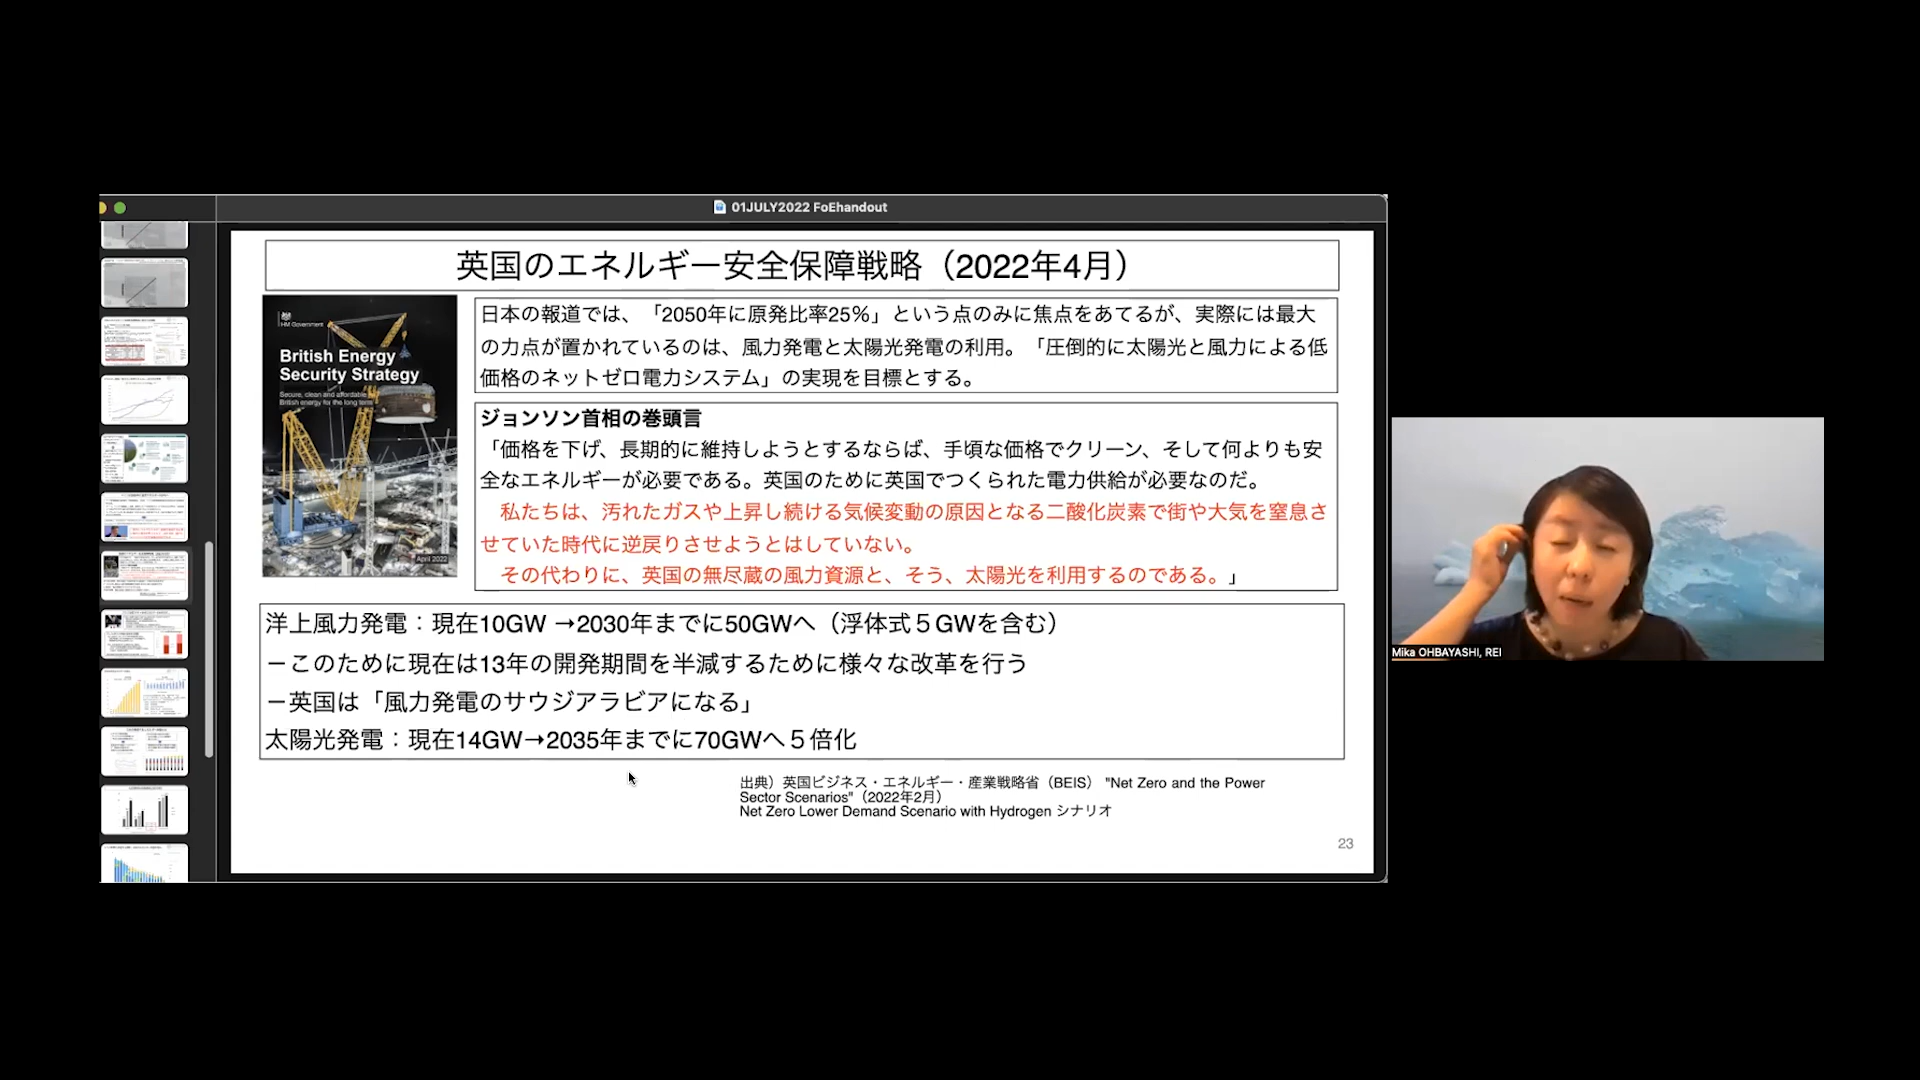 01JULY2022 FoEhandout
英国のエネルギー安全保障戦略（2022年4月）
HM Government
British Energy
Security Strategy
Secure, clean and affordable
British energy for the long term
April 2022
日本の報道では、「2050年に原発比率25%」という点のみに焦点をあてるが、実際には最大
の力点が置かれているのは、風力発電と太陽光発電の利用。「圧倒的に太陽光と風力による低
価格のネットゼロ電力システム」の実現を目標とする。
ジョンソン首相の巻頭言
「価格を下げ、長期的に維持しようとするならば、手頃な価格でクリーン、そして何よりも安
全なエネルギーが必要である。英国のために英国でつくられた電力供給が必要なのだ。
私たちは、汚れたガスや上昇し続ける気候変動の原因となる二酸化炭素で街や大気を窒息さ
せていた時代に逆戻りさせようとはしていない。
その代わりに、英国の無尽蔵の風力資源と、そう、太陽光を利用するのである。」
洋上風力発電：現在10GW →2030年までに50GWへ（浮体式５GWを含む）
－このために現在は13年の開発期間を半減するために様々な改革を行う
－英国は「風力発電のサウジアラビアになる」
太陽光発電：現在14GW→2035年までに70GWへ５倍化
出典）英国ビジネス・エネルギー・産業戦略省（BEIS） "Net Zero and the Power
Sector Scenarios"（2022年2月）
Net Zero Lower Demand Scenario with Hydrogen シナリオ
23
Mika OHBAYASHI, REI